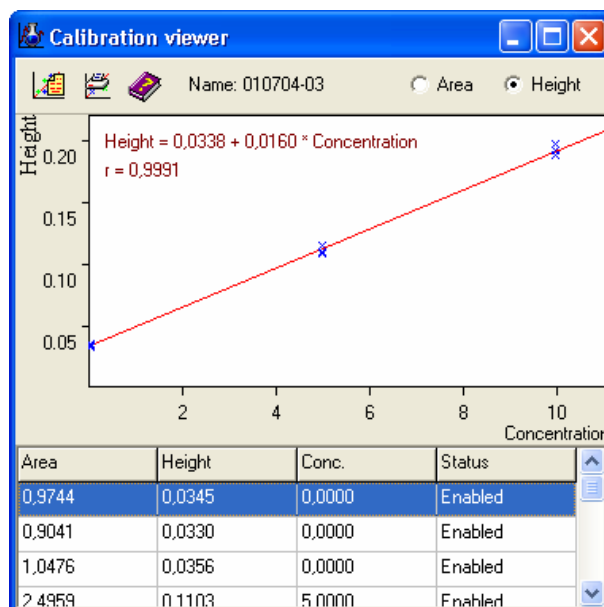 Calibration viewer
Name: 010704-03 Area Height
Height
Height = 0,0338 + 0,0160 * Concentration
r = 0,9991
0.20
0.15
0.10
0.05
2 4 6 8 10
Concentration
Area Height Conc. Status
0,9744 0,0345 0,0000 Enabled
0,9041 0,0330 0,0000 Enabled
1,0476 0,0356 0,0000 Enabled
2,4959 0,1103 5,0000 Enabled